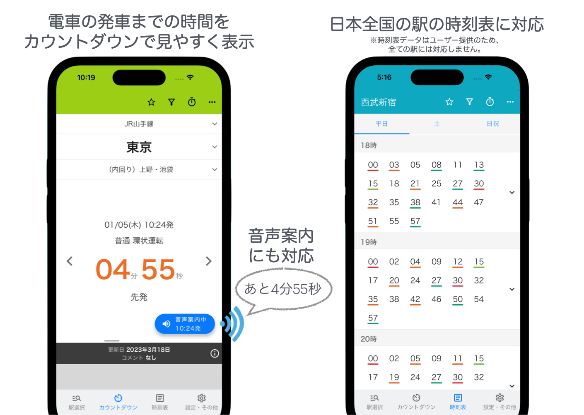 電車の発車までの時間を
カウントダウンで見やすく表示
10:19
JR山手線
東京
(内回り) 上野・池袋
01/05(木) 10:24発
普通 環状運転
04分 55秒
先発
音声案内中
10:24発
更新日 2023年3月18日
コメント なし
駅選択 カウントダウン 時刻表 設定・その他
音声案内
にも対応
あと4分55秒
日本全国の駅の時刻表に対応
※時刻表データはユーザー提供のため、
全ての駅には対応しません。
5:16
西武新宿
平日 土 日祝
18時
00 03 05 08 11 13
15 18 21 25 27 30
32 35 38 41 44 47
51 55 57
19時
00 02 04 09 12 15
17 20 24 27 30 32
35 38 42 46 50 54
57
20時
00 02 05 09 11 15
17 19 24 27 30 32
駅選択 カウントダウン 時刻表 設定・その他